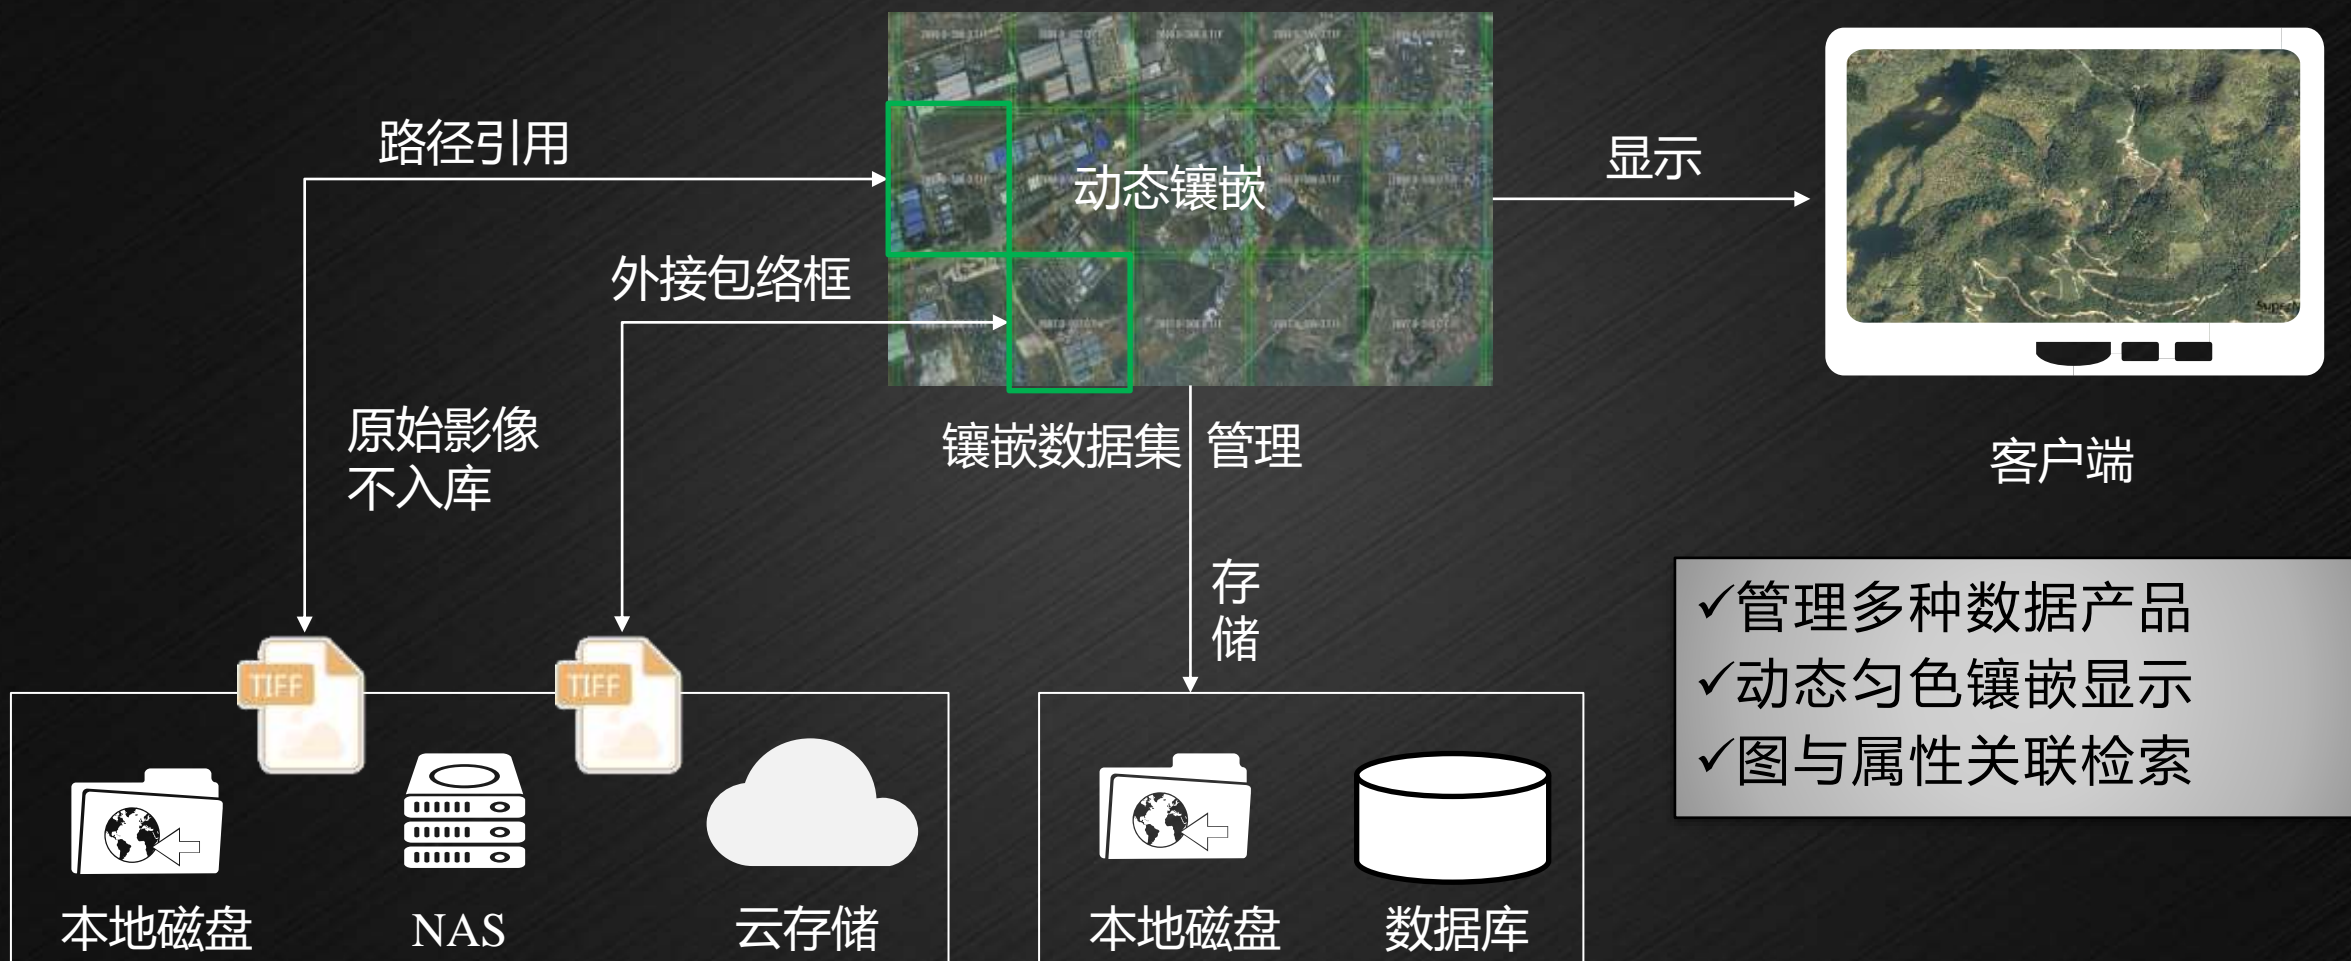 路径引用
动态镶嵌
显示
外接包络框
原始影像
不入库
镶嵌数据集
管理
客户端
存
储
TIFF
TIFF
本地磁盘
NAS
云存储
本地磁盘
数据库
✓管理多种数据产品
✓动态匀色镶嵌显示
✓图与属性关联检索